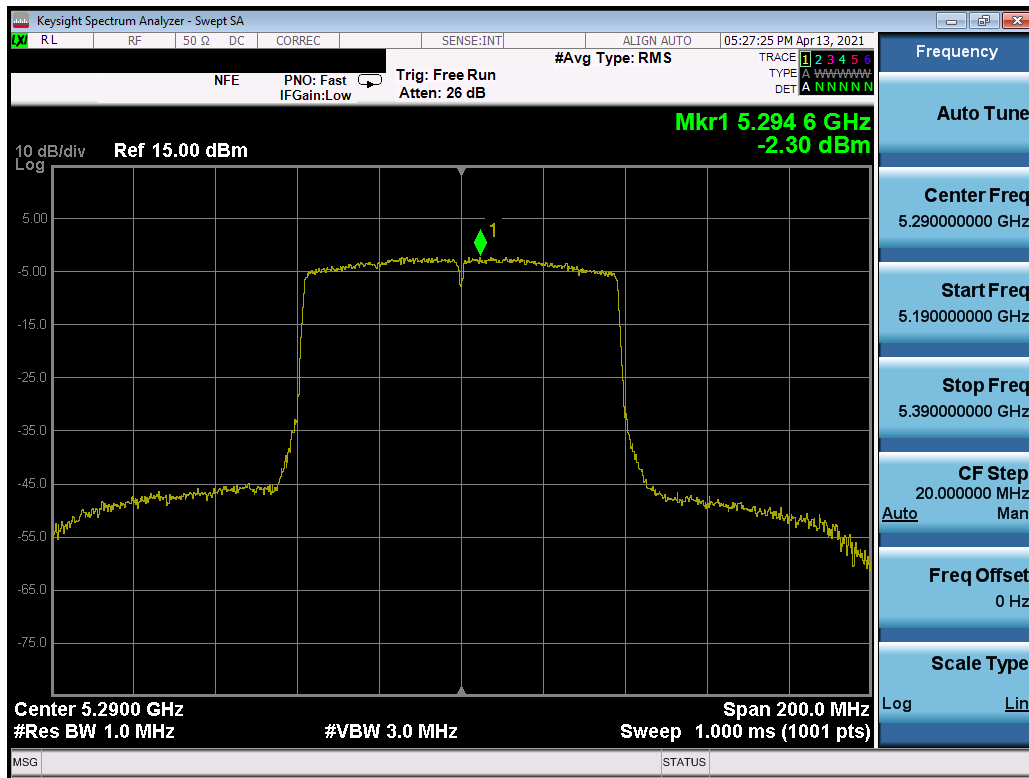 Keysight Spectrum Analyzer - Swept SA
LXI RL RF 50 Ω DC CORREC SENSE:INT ALIGN AUTO 05:27:25 PM Apr 13, 2021
NFE PNO: Fast Trig: Free Run #Avg Type: RMS TRACE 1 2 3 4 5 6
IFGain:Low Atten: 26 dB TYPE A WWWWW
DET A N N N N N
Mkr1 5.294 6 GHz
-2.30 dBm
10 dB/div Ref 15.00 dBm
Log
1
5.00
-5.00
-15.0
-25.0
-35.0
-45.0
-55.0
-65.0
-75.0
Center 5.2900 GHz Span 200.0 MHz
#Res BW 1.0 MHz #VBW 3.0 MHz Sweep 1.000 ms (1001 pts)
MSG STATUS
Frequency
Auto Tune
Center Freq
5.290000000 GHz
Start Freq
5.190000000 GHz
Stop Freq
5.390000000 GHz
CF Step
20.000000 MHz
Auto Man
Freq Offset
0 Hz
Scale Type
Log Lin